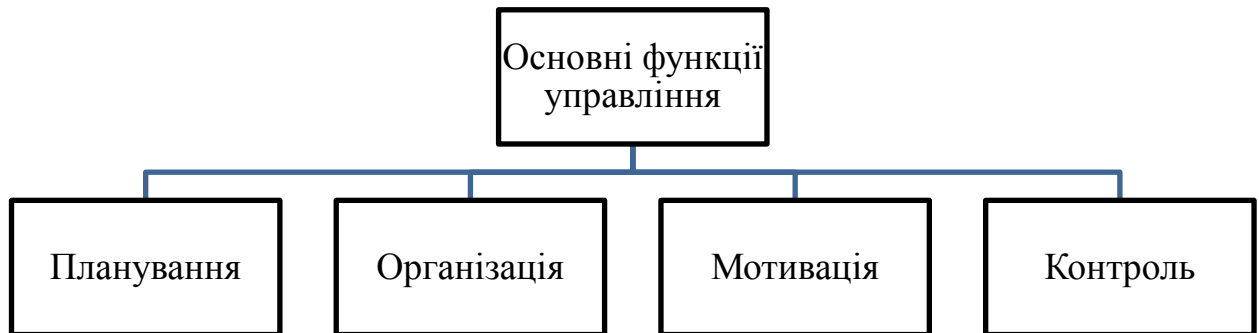 Основні функції
управління
Планування
Організація
Мотивація
Контроль